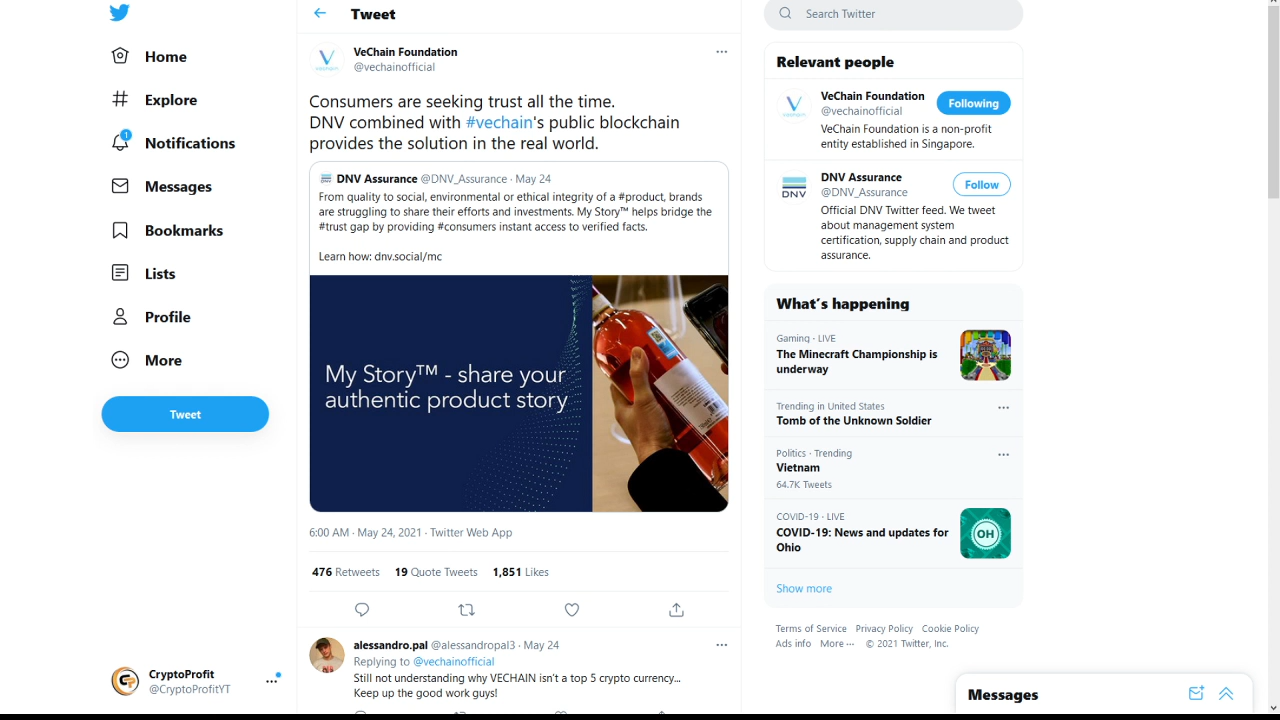 Home
Explore
1
Notifications
Messages
Bookmarks
Lists
Profile
More
Tweet
CryptoProfit
@CryptoProfitYT
Tweet
VeChain Foundation
@vechainofficial
Consumers are seeking trust all the time.
DNV combined with #vechain's public blockchain
provides the solution in the real world.
DNV Assurance @DNV_Assurance · May 24
From quality to social, environmental or ethical integrity of a #product, brands
are struggling to share their efforts and investments. My Story™ helps bridge the
#trust gap by providing #consumers instant access to verified facts.
Learn how: dnv.social/mc
My Story™ - share your
authentic product story
6:00 AM · May 24, 2021 · Twitter Web App
476 Retweets 19 Quote Tweets 1,851 Likes
alessandro.pal @alessandropal3 · May 24
Replying to @vechainofficial
Still not understanding why VECHAIN isn't a top 5 crypto currency...
Keep up the good work guys!
Search Twitter
Relevant people
VeChain Foundation
@vechainofficial
Following
VeChain Foundation is a non-profit
entity established in Singapore.
DNV
DNV Assurance
@DNV_Assurance
Follow
Official DNV Twitter feed. We tweet
about management system
certification, supply chain and product
assurance.
What's happening
Gaming · LIVE
The Minecraft Championship is
underway
Trending in United States
Tomb of the Unknown Soldier
Politics · Trending
Vietnam
64.7K Tweets
COVID-19 · LIVE
COVID-19: News and updates for
Ohio
OH
Show more
Terms of Service Privacy Policy Cookie Policy
Ads info More ··· © 2021 Twitter, Inc.
Messages